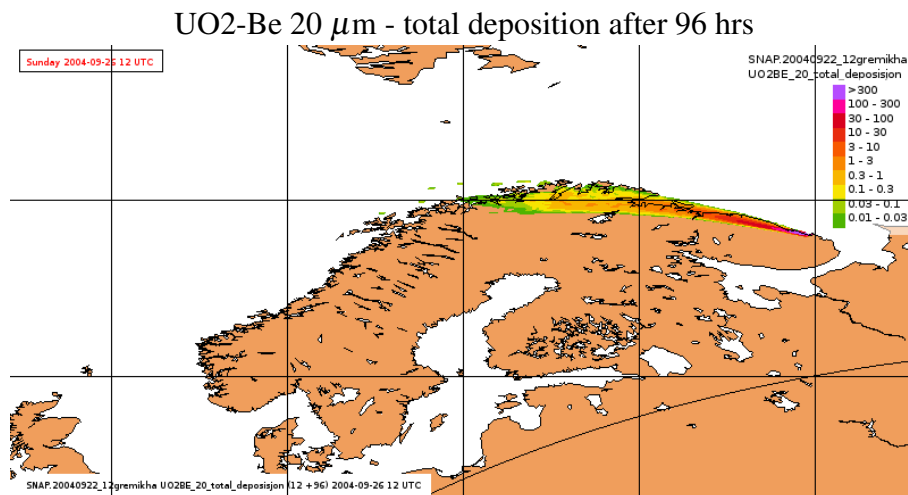 UO2-Be 20 μm - total deposition after 96 hrs
Sunday 2004-09-26 12 UTC
SNAP.20040922_12gremikha
UO2BE_20_total_deposisjon
>300
100 - 300
30 - 100
10 - 30
3 - 10
1 - 3
0.3 - 1
0.1 - 0.3
0.03 - 0.1
0.01 - 0.03
SNAP.20040922_12gremikha UO2BE_20_total_deposisjon (12 +96) 2004-09-26 12 UTC